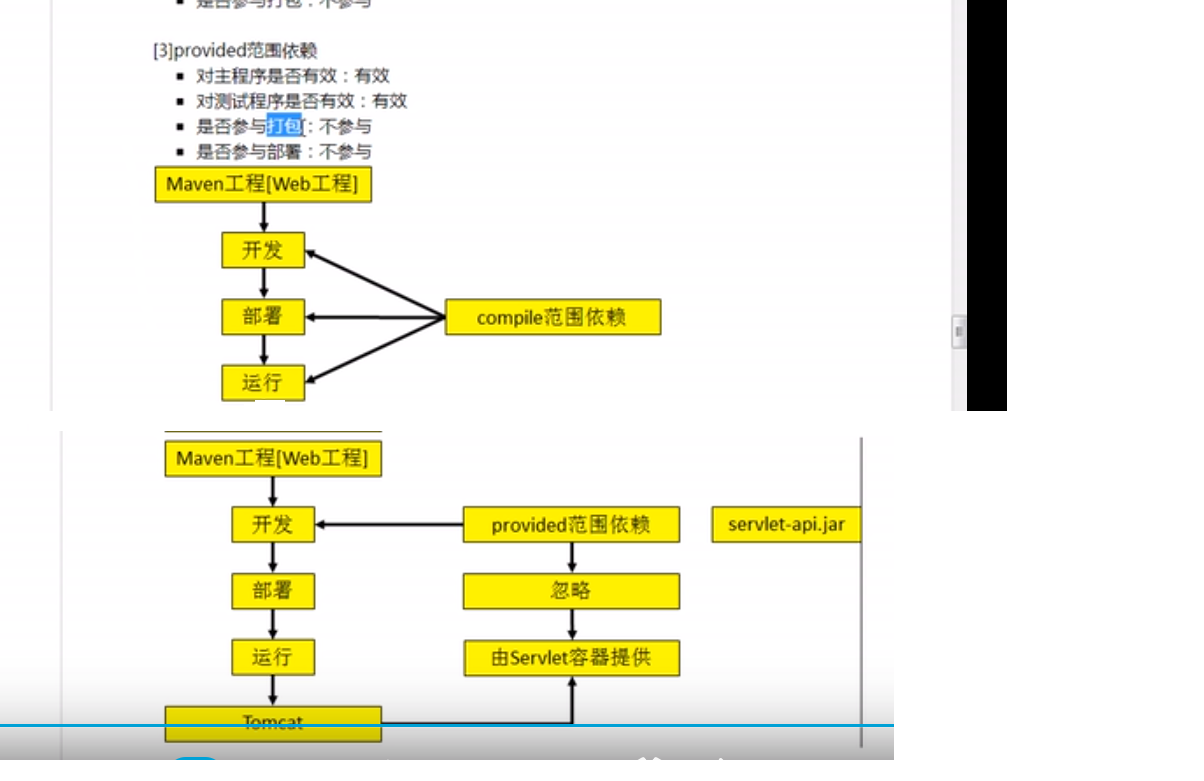 是否参与打包：不参与
[3]provided范围依赖
▪ 对主程序是否有效：有效
▪ 对测试程序是否有效：有效
▪ 是否参与打包：不参与
▪ 是否参与部署：不参与
Maven工程[Web工程]
开发
部署
compile范围依赖
运行
Maven工程[Web工程]
开发
provided范围依赖
servlet-api.jar
部署
忽略
运行
由Servlet容器提供
Tomcat